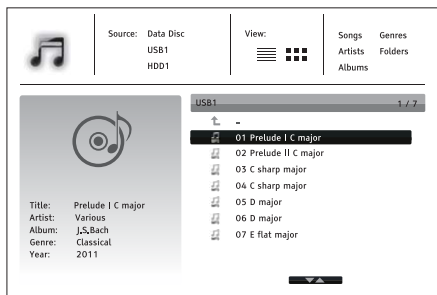 Source: Data Disc
USB1
HDD1
View:
Songs Genres
Artists Folders
Albums
USB1 1 / 7
01 Prelude I C major
02 Prelude II C major
03 C sharp major
04 C sharp major
05 D major
06 D major
07 E flat major
Title: Prelude I C major
Artist: Various
Album: J.S.Bach
Genre: Classical
Year: 2011